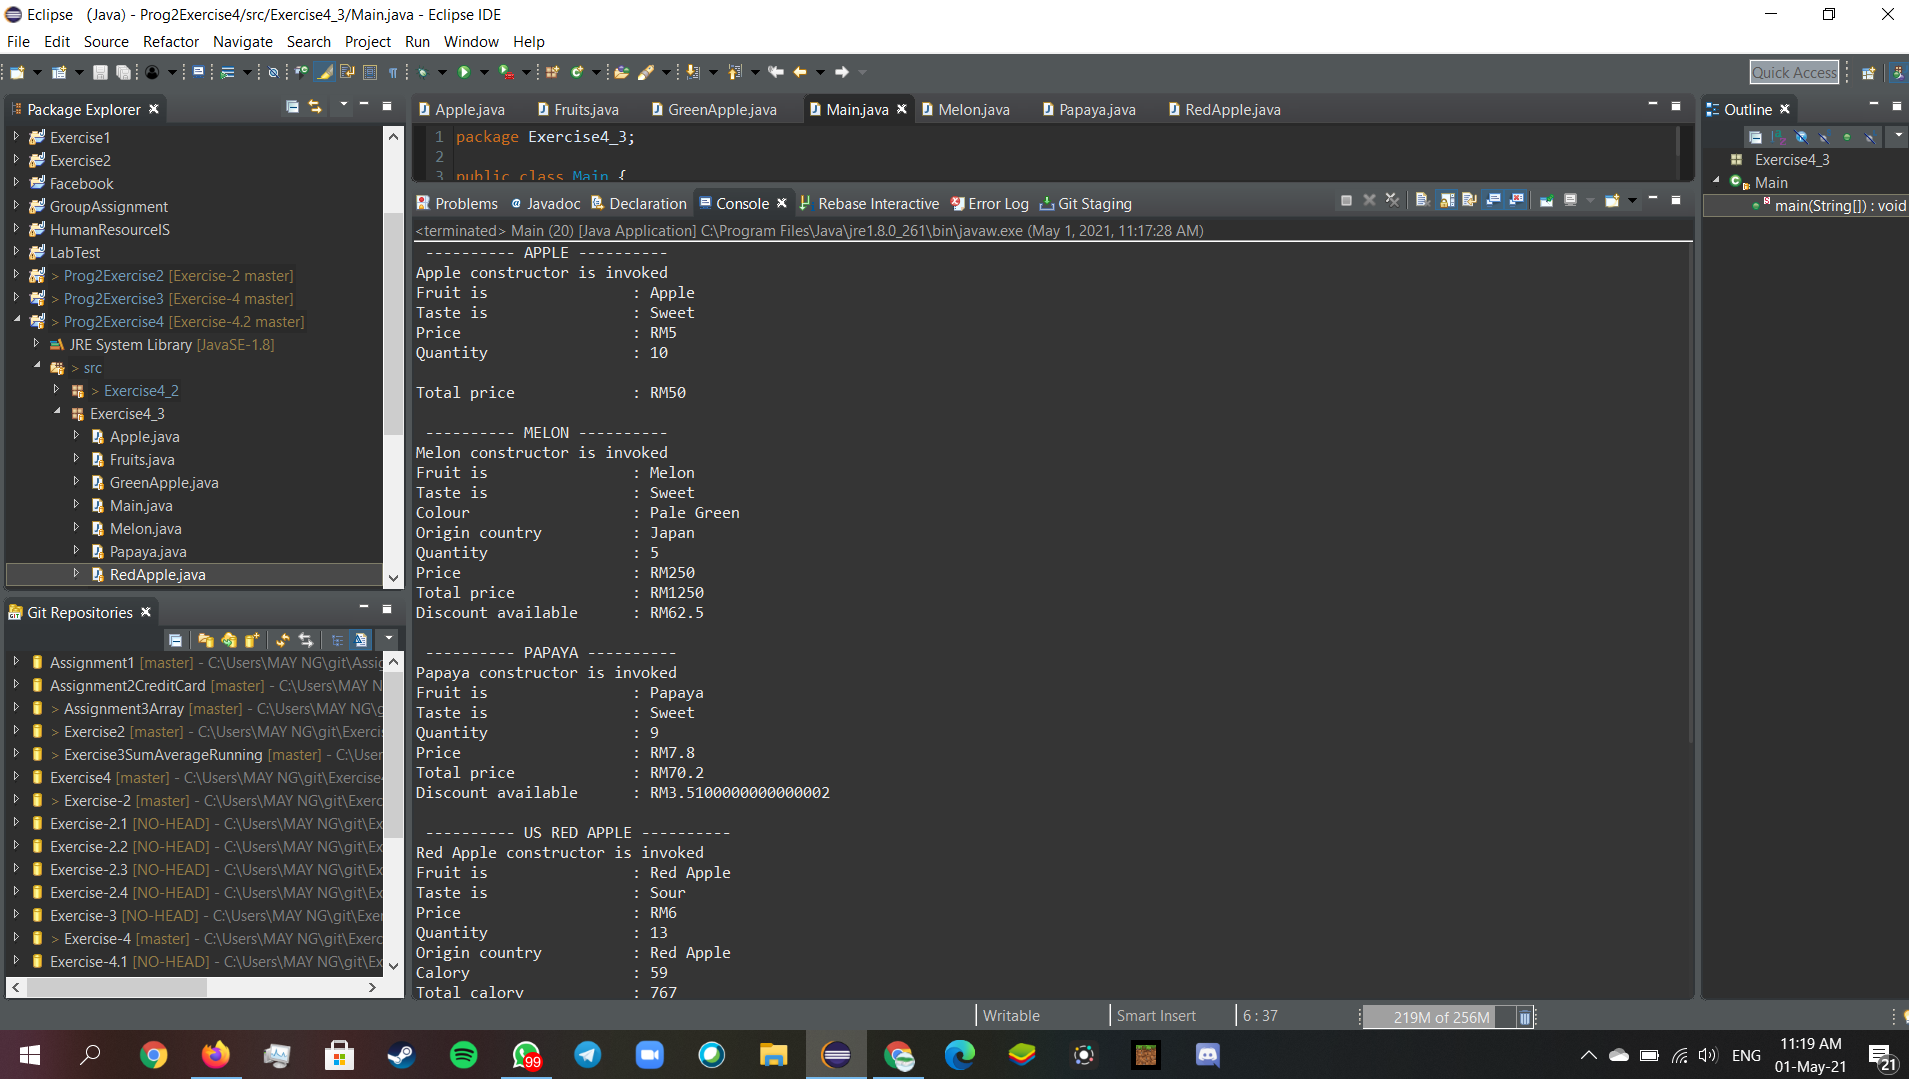 Eclipse (Java) - Prog2Exercise4/src/Exercise4_3/Main.java - Eclipse IDE
File Edit Source Refactor Navigate Search Project Run Window Help
Quick Access
Package Explorer
Exercise1
Exercise2
Facebook
GroupAssignment
HumanResourceIS
LabTest
> Prog2Exercise2 [Exercise-2 master]
> Prog2Exercise3 [Exercise-4 master]
> Prog2Exercise4 [Exercise-4.2 master]
JRE System Library [JavaSE-1.8]
> src
> Exercise4_2
Exercise4_3
Apple.java
Fruits.java
GreenApple.java
Main.java
Melon.java
Papaya.java
RedApple.java
Git Repositories
Assignment1 [master] - C:\Users\MAY NG\git\Assig
Assignment2CreditCard [master] - C:\Users\MAY N
> Assignment3Array [master] - C:\Users\MAY NG\g
> Exercise2 [master] - C:\Users\MAY NG\git\Exercis
> Exercise3SumAverageRunning [master] - C:\User
Exercise4 [master] - C:\Users\MAY NG\git\Exercise
> Exercise-2 [master] - C:\Users\MAY NG\git\Exerc
Exercise-2.1 [NO-HEAD] - C:\Users\MAY NG\git\Ex
Exercise-2.2 [NO-HEAD] - C:\Users\MAY NG\git\Ex
Exercise-2.3 [NO-HEAD] - C:\Users\MAY NG\git\Ex
Exercise-2.4 [NO-HEAD] - C:\Users\MAY NG\git\Ex
Exercise-3 [NO-HEAD] - C:\Users\MAY NG\git\Exer
> Exercise-4 [master] - C:\Users\MAY NG\git\Exerc
Exercise-4.1 [NO-HEAD] - C:\Users\MAY NG\git\Ex
Apple.java Fruits.java GreenApple.java Main.java Melon.java Papaya.java RedApple.java
1 package Exercise4_3;
2
3 public class Main {
Problems Javadoc Declaration Console Rebase Interactive Error Log Git Staging
<terminated> Main (20) [Java Application] C:\Program Files\Java\jre1.8.0_261\bin\javaw.exe (May 1, 2021, 11:17:28 AM)
---------- APPLE ----------
Apple constructor is invoked
Fruit is : Apple
Taste is : Sweet
Price : RM5
Quantity : 10
Total price : RM50
---------- MELON ----------
Melon constructor is invoked
Fruit is : Melon
Taste is : Sweet
Colour : Pale Green
Origin country : Japan
Quantity : 5
Price : RM250
Total price : RM1250
Discount available : RM62.5
---------- PAPAYA ----------
Papaya constructor is invoked
Fruit is : Papaya
Taste is : Sweet
Quantity : 9
Price : RM7.8
Total price : RM70.2
Discount available : RM3.5100000000000002
---------- US RED APPLE ----------
Red Apple constructor is invoked
Fruit is : Red Apple
Taste is : Sour
Price : RM6
Quantity : 13
Origin country : Red Apple
Calory : 59
Total calory : 767
Outline
Exercise4_3
Main
main(String[]) : void
Writable Smart Insert 6 : 37 219M of 256M
99
ENG
11:19 AM
01-May-21
21